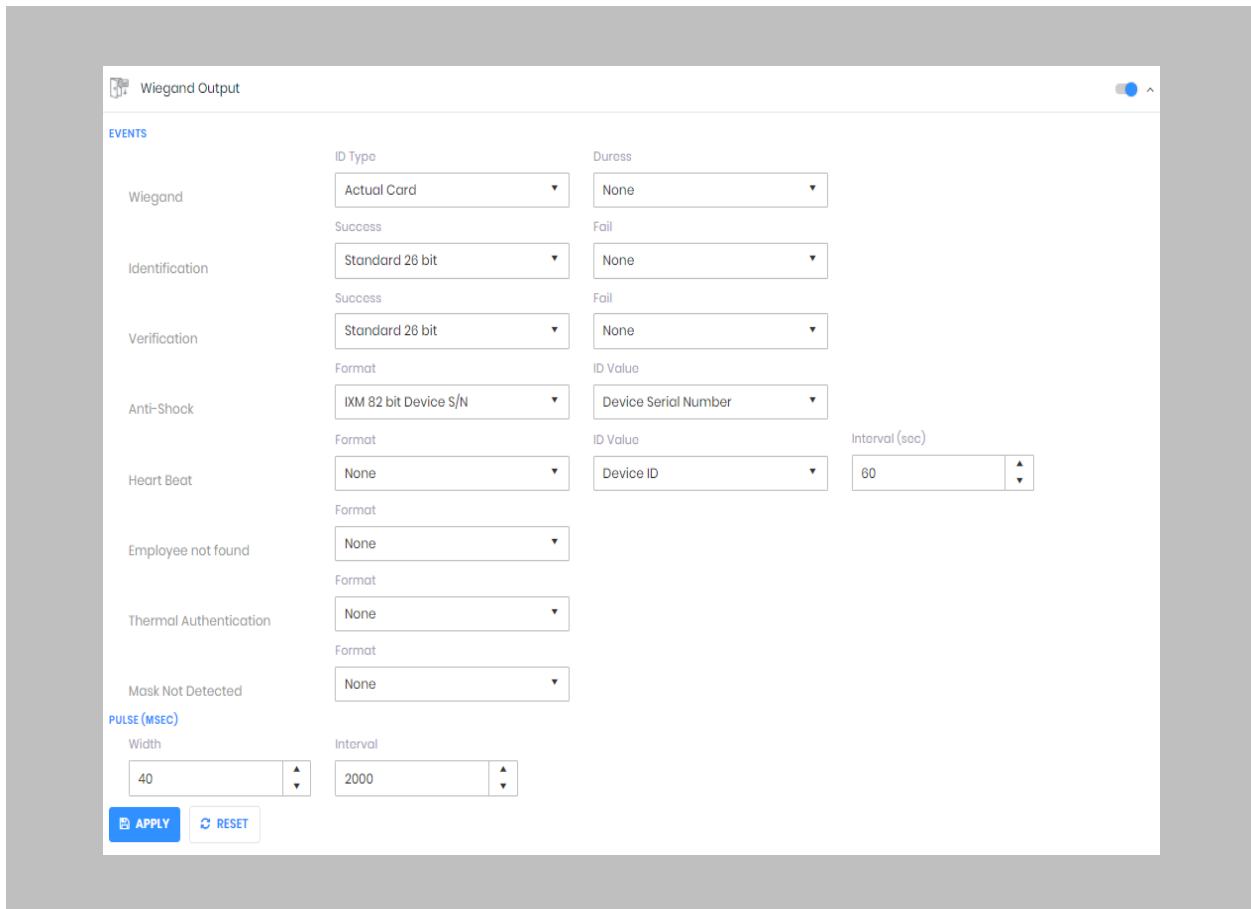 Wiegand Output
EVENTS
ID Type Duress
Wiegand Actual Card None
Success Fail
Identification Standard 26 bit None
Success Fail
Verification Standard 26 bit None
Format ID Value
Anti-Shock IXM 82 bit Device S/N Device Serial Number
Format ID Value Interval (sec)
Heart Beat None Device ID 60
Format
Employee not found None
Format
Thermal Authentication None
Format
Mask Not Detected None
PULSE (MSEC)
Width Interval
40 2000
APPLY RESET